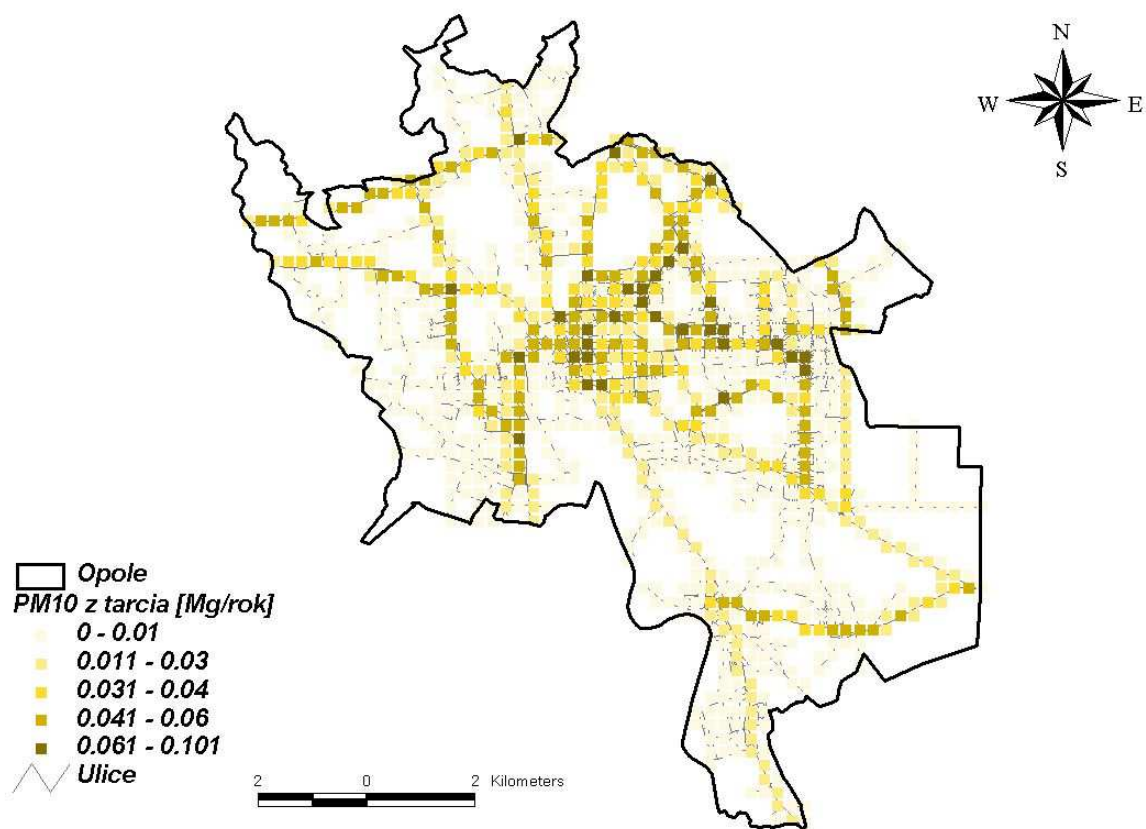 N
W E
S
Opole
PM10 z tarcia [Mg/rok]
0 - 0.01
0.011 - 0.03
0.031 - 0.04
0.041 - 0.06
0.061 - 0.101
Ulice
2 0 2 Kilometers